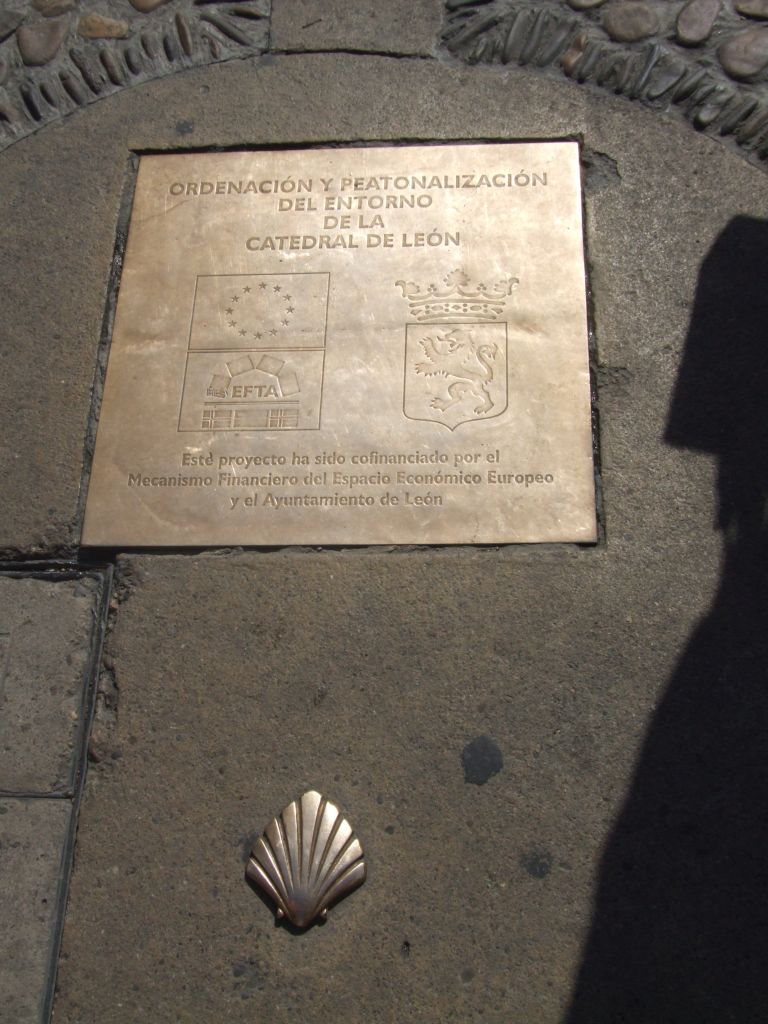 ORDENACIÓN Y PEATONALIZACIÓN
DEL ENTORNO
DE LA
CATEDRAL DE LEÓN
EFTA
Este proyecto ha sido cofinanciado por el
Mecanismo Financiero del Espacio Económico Europeo
y el Ayuntamiento de León